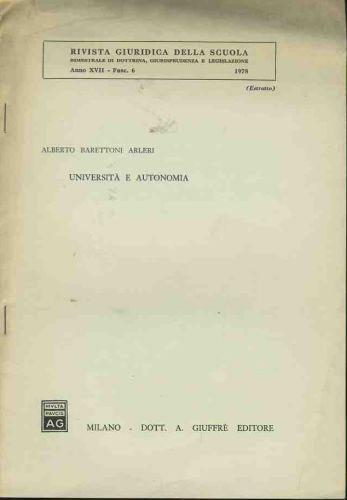 RIVISTA GIURIDICA DELLA SCUOLA
BIMESTRALE DI DOTTRINA, GIURISPRUDENZA E LEGISLAZIONE
Anno XVII - Fasc. 6 1978
(Estratto)
ALBERTO BARETTONI ARLERI
UNIVERSITÀ E AUTONOMIA
MVLTA
PAVCIS
AG
MILANO - DOTT. A. GIUFFRÈ EDITORE